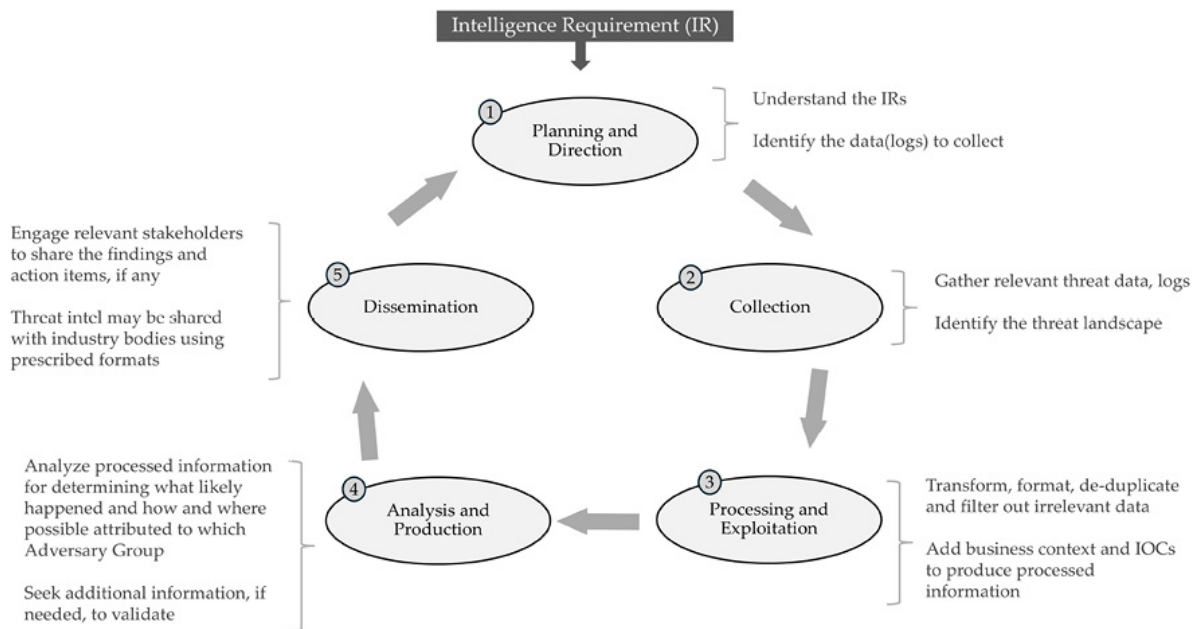 Intelligence Requirement (IR)
1
Planning and
Direction
Understand the IRs
Identify the data(logs) to collect
2
Collection
Gather relevant threat data, logs
Identify the threat landscape
3
Processing and
Exploitation
Transform, format, de-duplicate
and filter out irrelevant data
Add business context and IOCs
to produce processed
information
4
Analysis and
Production
Analyze processed information
for determining what likely
happened and how and where
possible attributed to which
Adversary Group
Seek additional information, if
needed, to validate
5
Dissemination
Engage relevant stakeholders
to share the findings and
action items, if any
Threat intel may be shared
with industry bodies using
prescribed formats